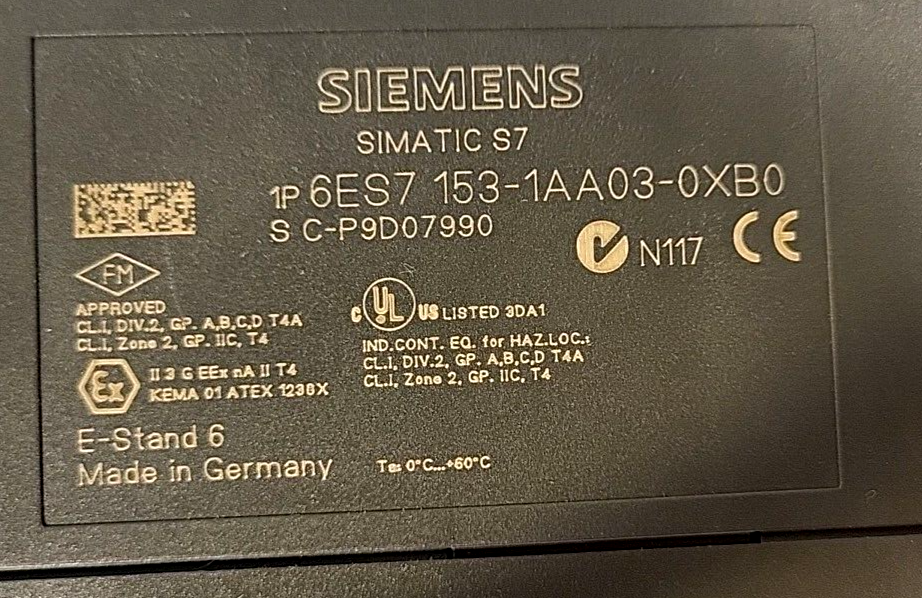 SIEMENS
SIMATIC S7
1P 6ES7 153-1AA03-0XB0
S C-P9D07990
N117 CE
FM
APPROVED
CL.I, DIV.2, GP. A,B,C,D T4A
CL.I, Zone 2, GP. IIC, T4
C UL US LISTED 3DA1
IND.CONT. EQ. for HAZ.LOC.:
CL.I, DIV.2, GP. A,B,C,D T4A
CL.I, Zone 2, GP. IIC, T4
Ex II 3 G EEx nA II T4
KEMA 01 ATEX 1238X
E-Stand 6
Made in Germany
Ta: 0°C...+60°C